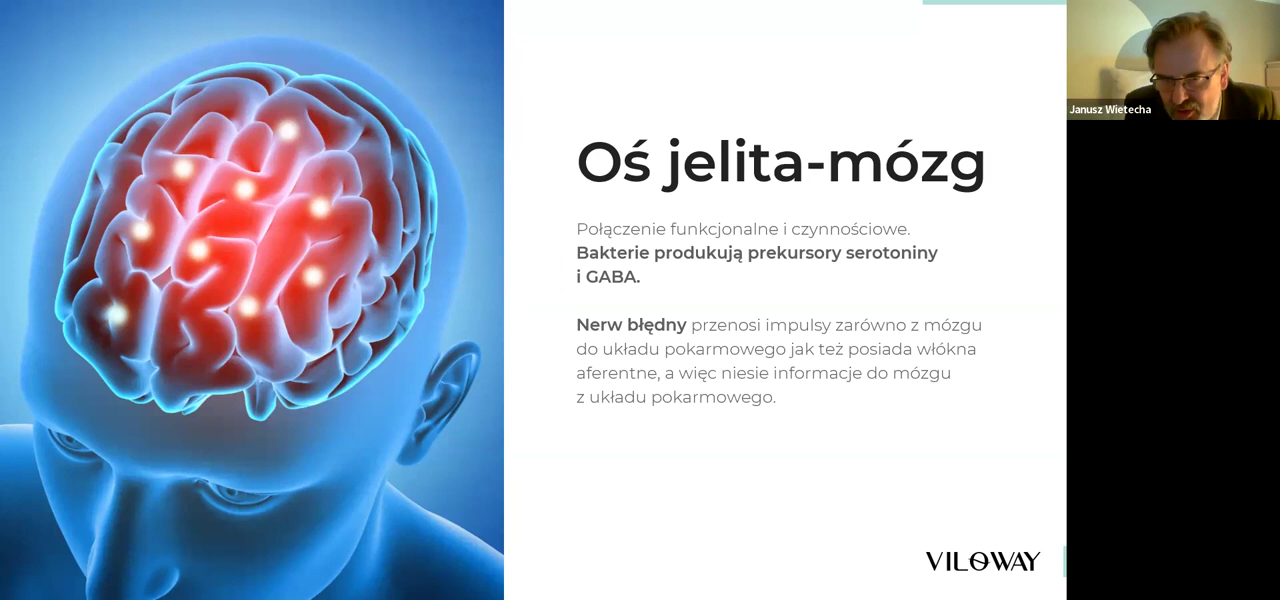 Oś jelita-mózg
Połączenie funkcjonalne i czynnościowe.
Bakterie produkują prekursory serotoniny
i GABA.
Nerw błędny przenosi impulsy zarówno z mózgu
do układu pokarmowego jak też posiada włókna
aferentne, a więc niesie informacje do mózgu
z układu pokarmowego.
VILOWAY
Janusz Wietecha